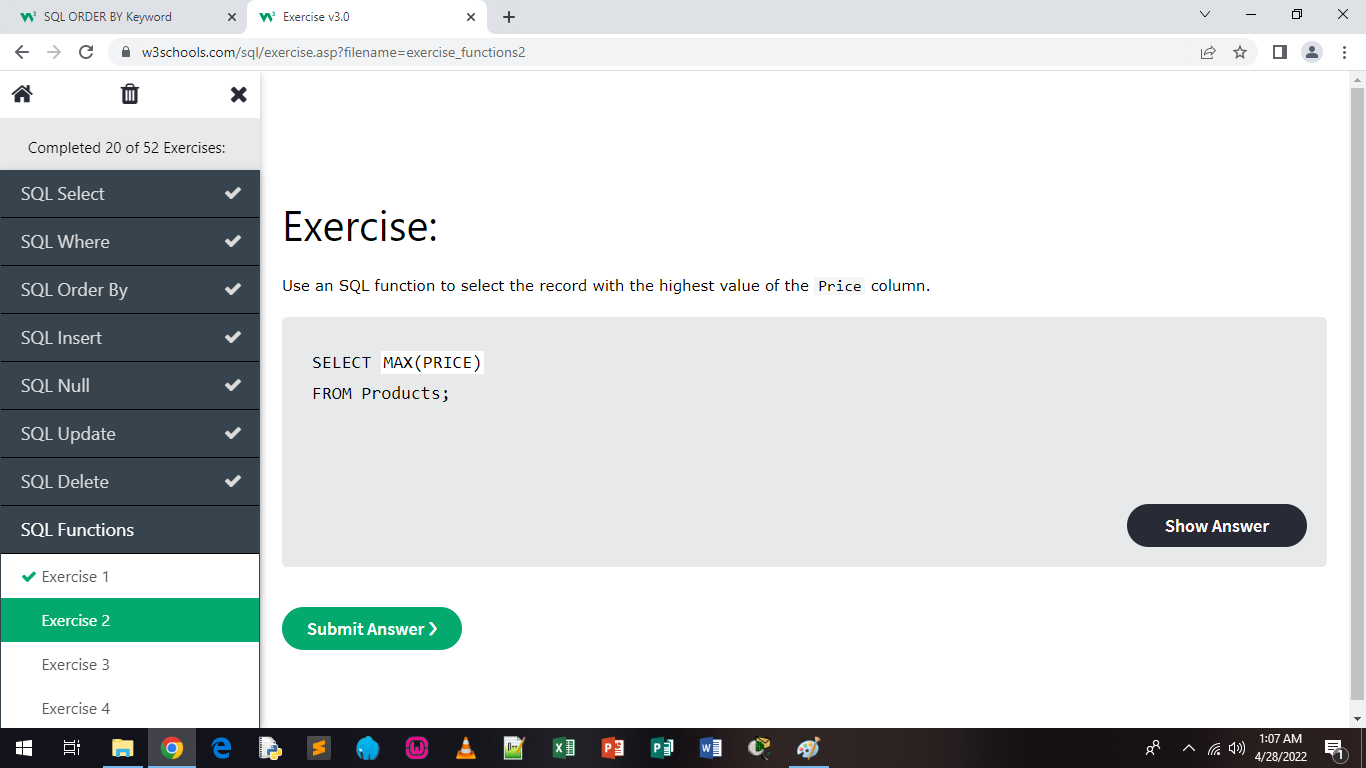 SQL ORDER BY Keyword
Exercise v3.0
w3schools.com/sql/exercise.asp?filename=exercise_functions2
Completed 20 of 52 Exercises:
SQL Select
SQL Where
SQL Order By
SQL Insert
SQL Null
SQL Update
SQL Delete
SQL Functions
Exercise 1
Exercise 2
Exercise 3
Exercise 4
Exercise:
Use an SQL function to select the record with the highest value of the Price column.
SELECT MAX(PRICE)
FROM Products;
Show Answer
Submit Answer ❯
1:07 AM
4/28/2022
1